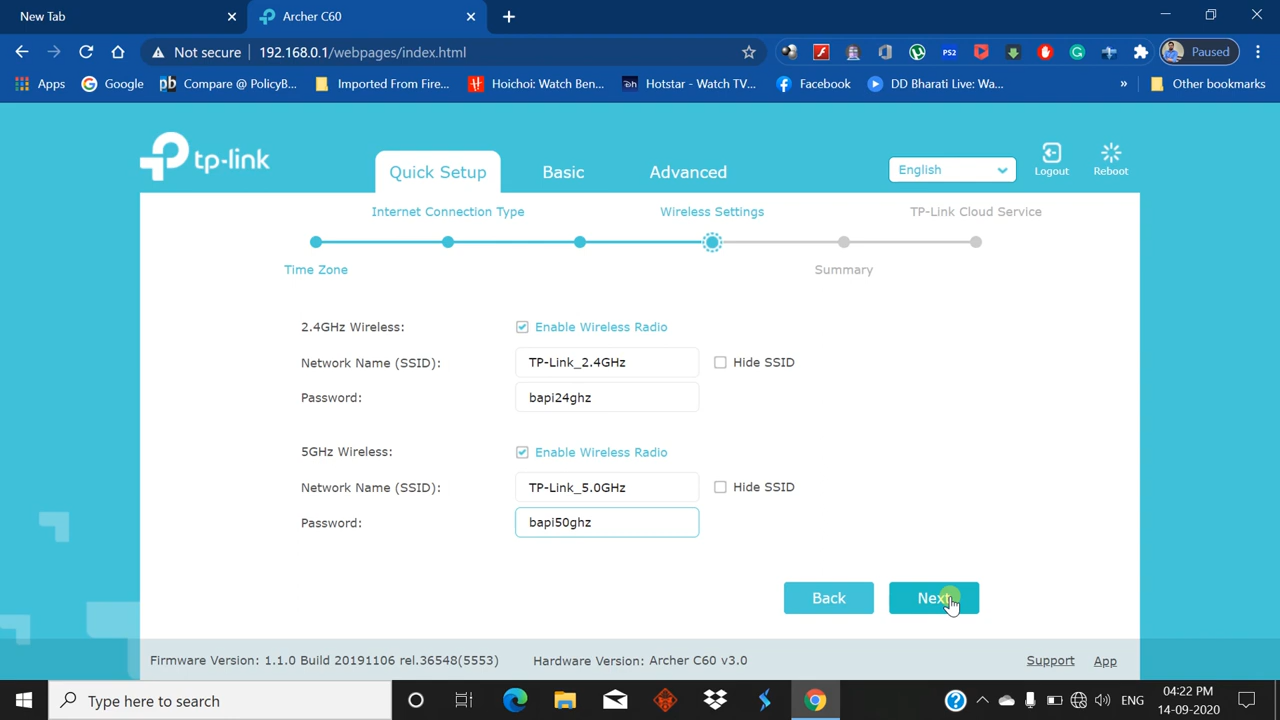 New Tab
Archer C60
Not secure
192.168.0.1/webpages/index.html
PS2
Paused
Apps
Google
pb Compare @ PolicyB...
Imported From Fire...
Hoichoi: Watch Ben...
Hotstar - Watch TV...
Facebook
DD Bharati Live: Wa...
»
Other bookmarks
tp-link
Quick Setup
Basic
Advanced
English
Logout
Reboot
Internet Connection Type
Wireless Settings
TP-Link Cloud Service
Time Zone
Summary
2.4GHz Wireless:
Enable Wireless Radio
Network Name (SSID):
TP-Link_2.4GHz
Hide SSID
Password:
bapi24ghz
5GHz Wireless:
Enable Wireless Radio
Network Name (SSID):
TP-Link_5.0GHz
Hide SSID
Password:
bapi50ghz
Back
Next
Firmware Version: 1.1.0 Build 20191106 rel.36548(5553)
Hardware Version: Archer C60 v3.0
Support
App
Type here to search
ENG
04:22 PM
14-09-2020